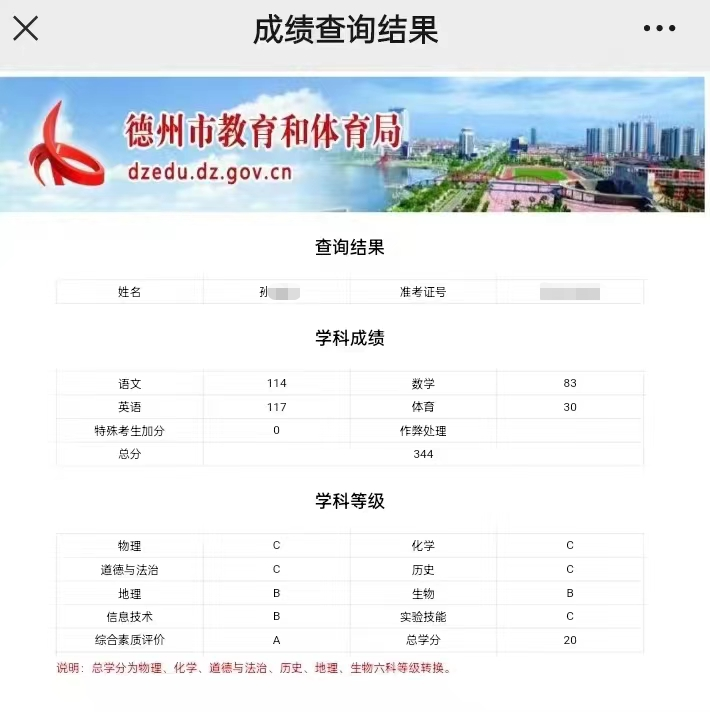 成绩查询结果
德州市教育和体育局
dzedu.dz.gov.cn
查询结果
姓名 孙 准考证号
学科成绩
语文 114 数学 83
英语 117 体育 30
特殊考生加分 0 作弊处理
总分 344
学科等级
物理 C 化学 C
道德与法治 C 历史 C
地理 B 生物 B
信息技术 B 实验技能 C
综合素质评价 A 总学分 20
说明：总学分为物理、化学、道德与法治、历史、地理、生物六科等级转换。